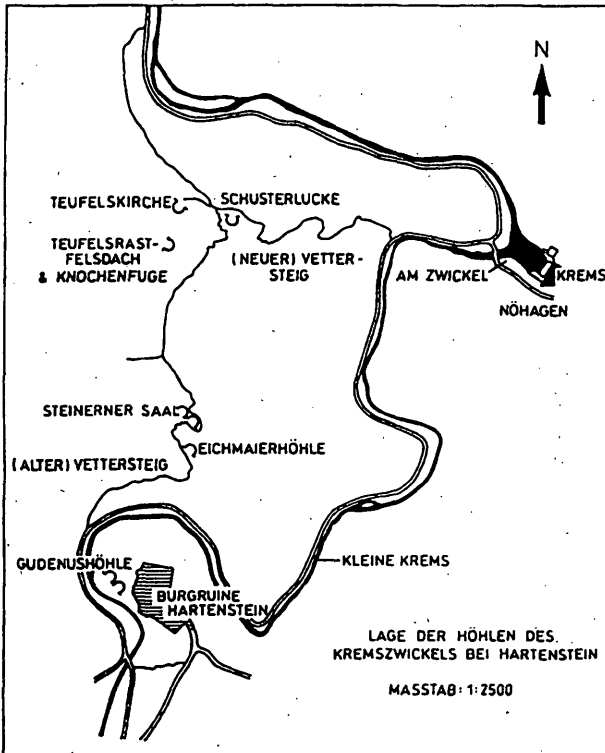 N
TEUFELSKIRCHE
SCHUSTERLUCKE
TEUFELSRAST-
FELSDACH
& KNOCHENFUGE
(NEUER) VETTER-
STEIG
AM ZWICKEL
KREMS
NÖHAGEN
STEINERNER SAAL
EICHMAIERHÖHLE
(ALTER) VETTERSTEIG
GUDENUSHÖHLE
BURGRUINE
HARTENSTEIN
KLEINE KREMS
LAGE DER HÖHLEN DES
KREMSZWICKELS BEI HARTENSTEIN
MASSTAB: 1:2500